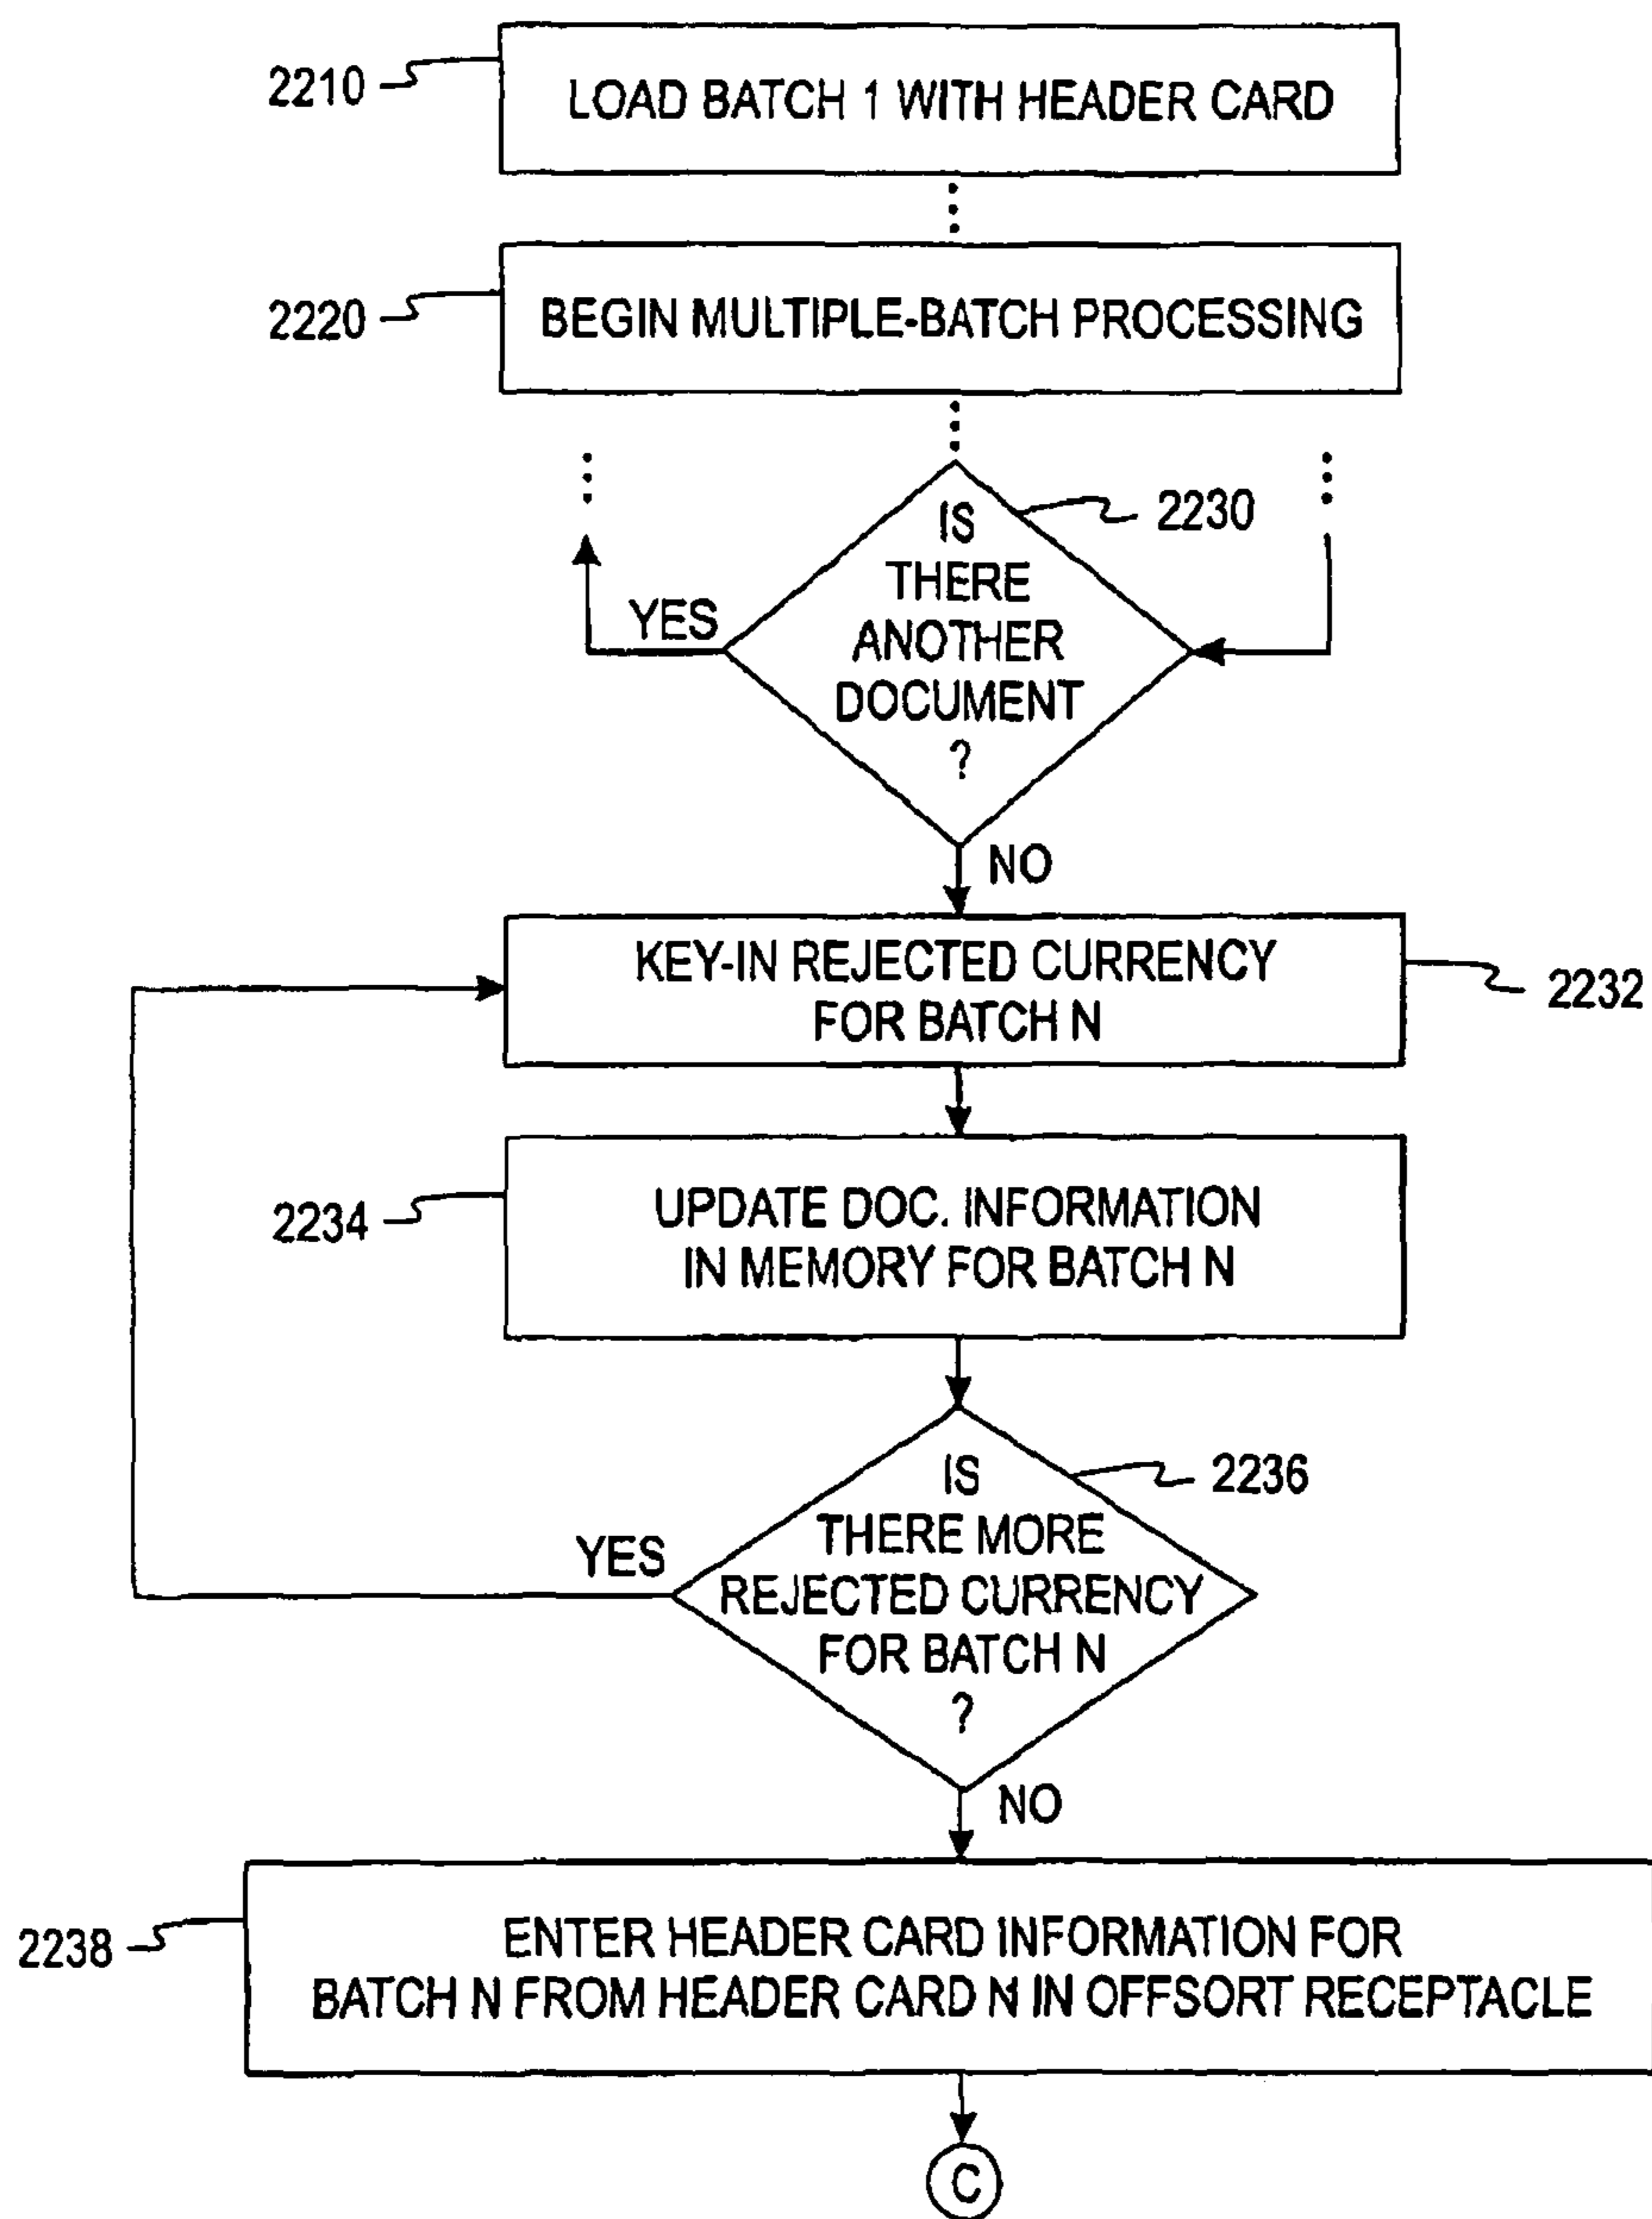 2210
LOAD BATCH 1 WITH HEADER CARD
2220
BEGIN MULTIPLE-BATCH PROCESSING
2230
IS
THERE
ANOTHER
DOCUMENT
?
YES
NO
KEY-IN REJECTED CURRENCY
FOR BATCH N
2232
2234
UPDATE DOC. INFORMATION
IN MEMORY FOR BATCH N
2236
IS
THERE MORE
REJECTED CURRENCY
FOR BATCH N
?
YES
NO
2238
ENTER HEADER CARD INFORMATION FOR
BATCH N FROM HEADER CARD N IN OFFSORT RECEPTACLE
C